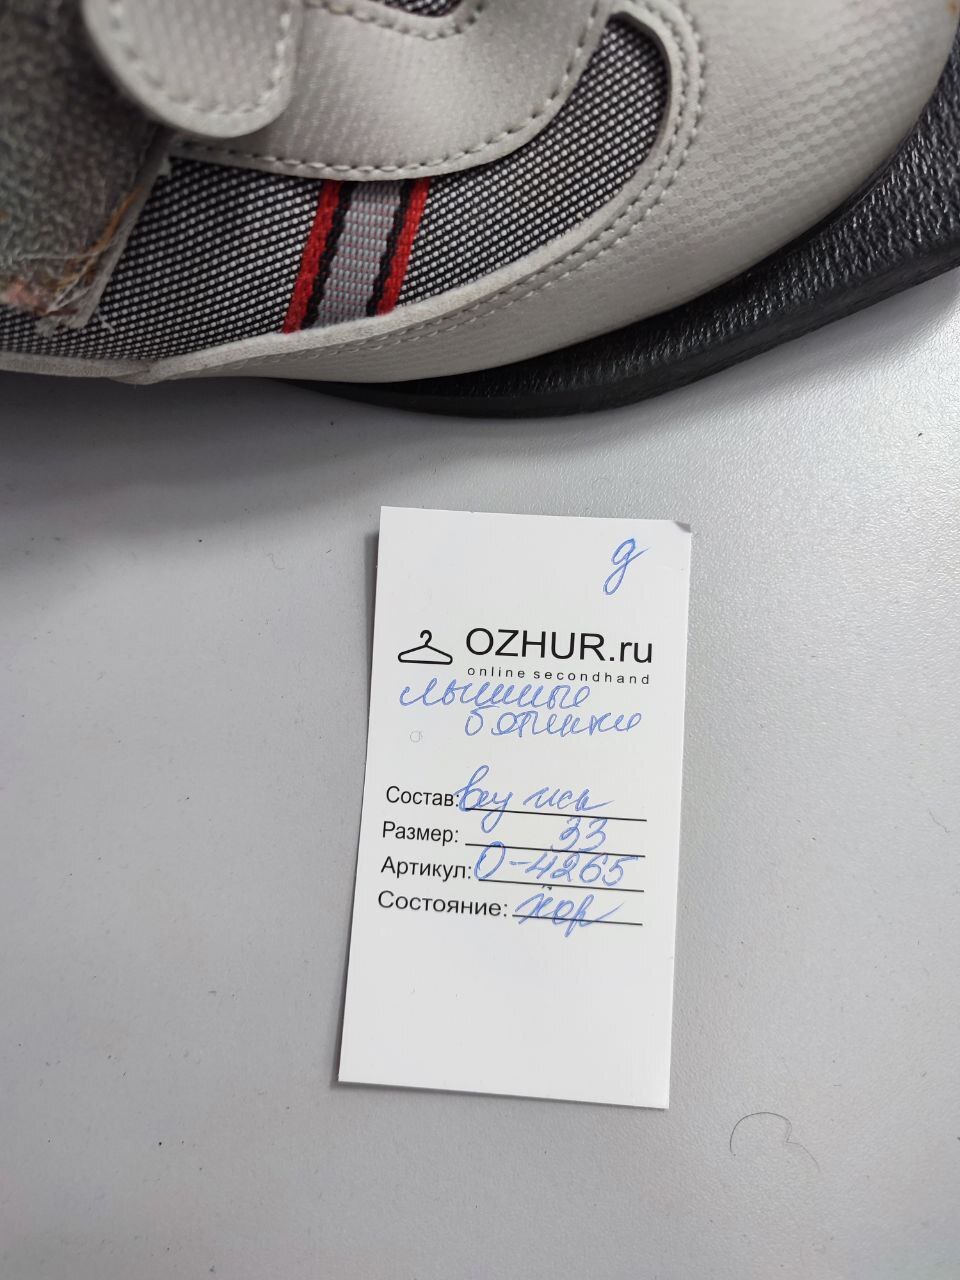 д
OZHUR.ru
online secondhand
лыжные
ботинки
Состав: иск
Размер: 33
Артикул: О-4265
Состояние: хор